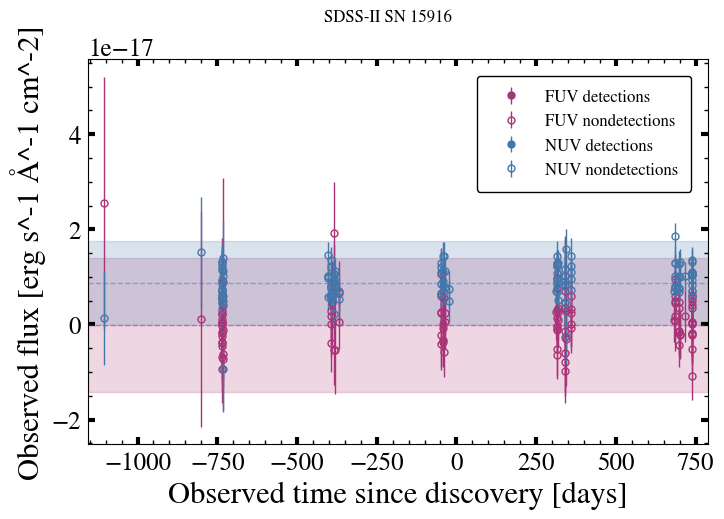 SDSS-II SN 15916
1e−17
Observed flux [erg s^-1 Å^-1 cm^-2]
4
2
0
−2
FUV detections
FUV nondetections
NUV detections
NUV nondetections
−1000 −750 −500 −250 0 250 500 750
Observed time since discovery [days]